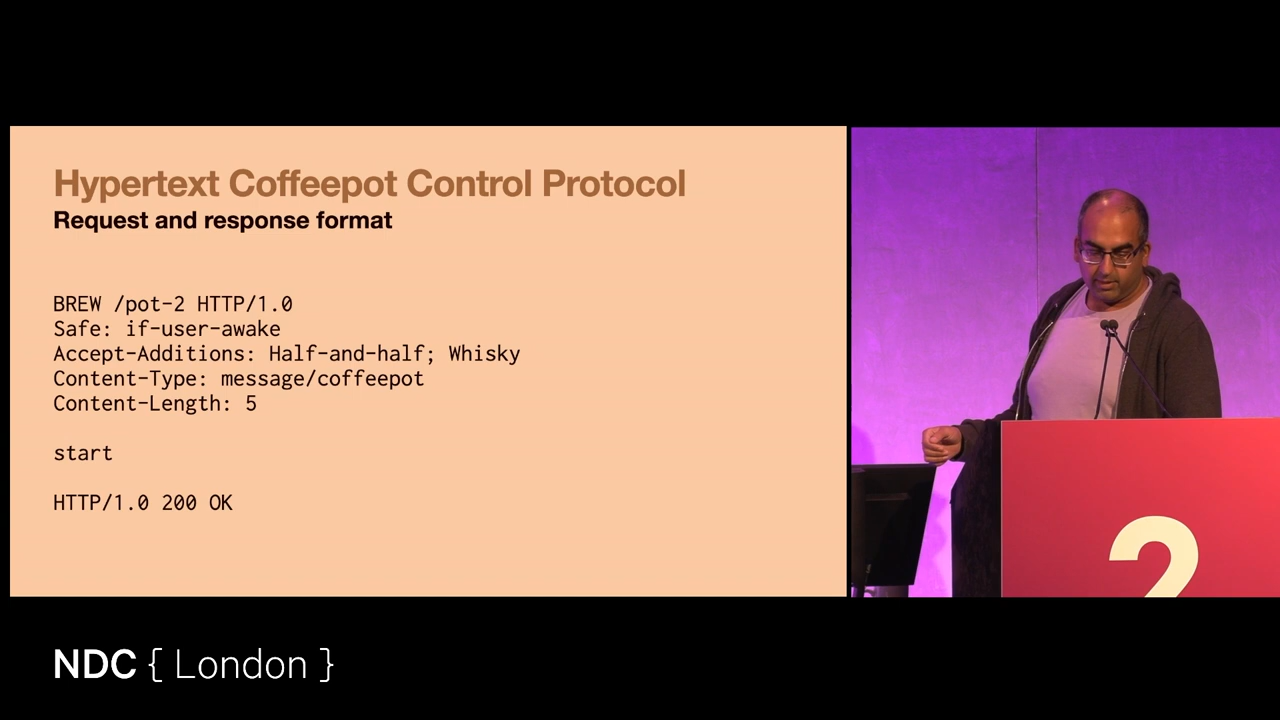 Hypertext Coffeepot Control Protocol
Request and response format
BREW /pot-2 HTTP/1.0
Safe: if-user-awake
Accept-Additions: Half-and-half; Whisky
Content-Type: message/coffeepot
Content-Length: 5
start
HTTP/1.0 200 OK
2
NDC { London }